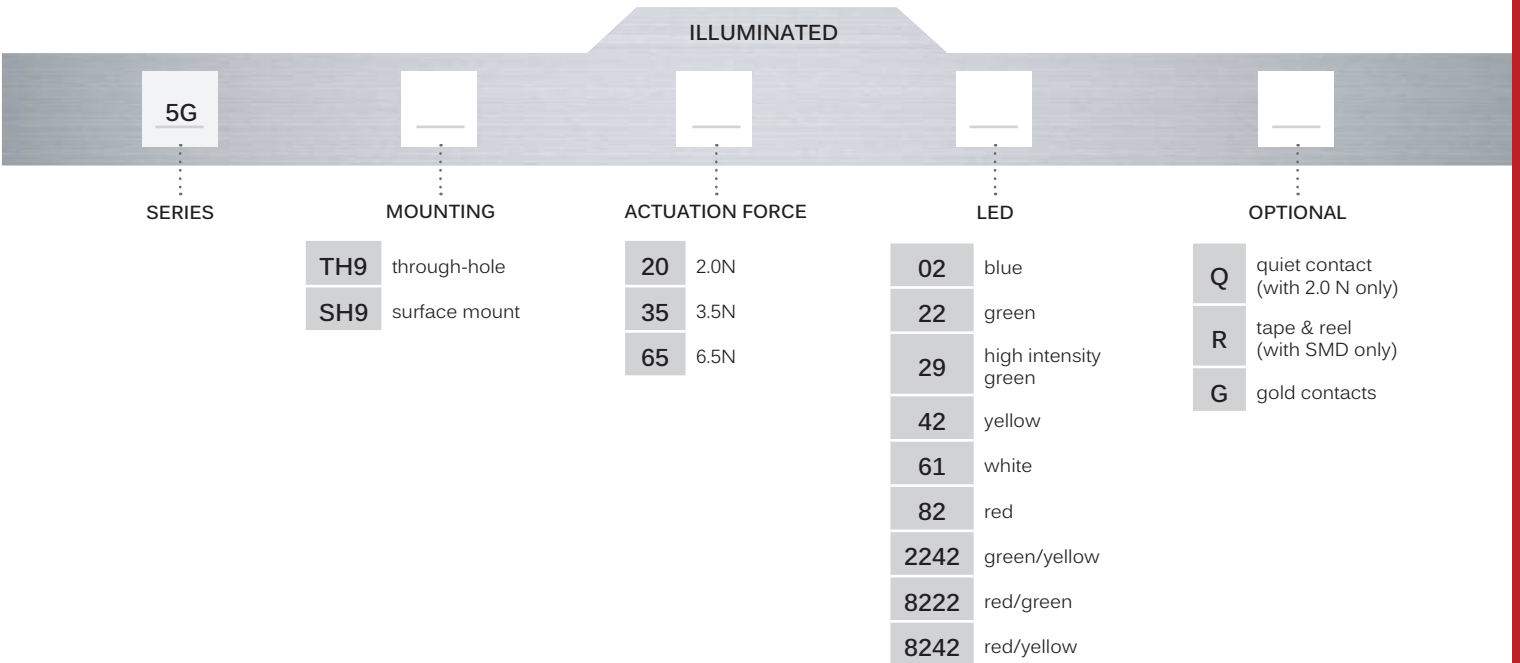 ILLUMINATED
5G
SERIES
MOUNTING
TH9 through-hole
SH9 surface mount
ACTUATION FORCE
20 2.0N
35 3.5N
65 6.5N
LED
02 blue
22 green
29 high intensity
green
42 yellow
61 white
82 red
2242 green/yellow
8222 red/green
8242 red/yellow
OPTIONAL
Q quiet contact
(with 2.0 N only)
R tape & reel
(with SMD only)
G gold contacts